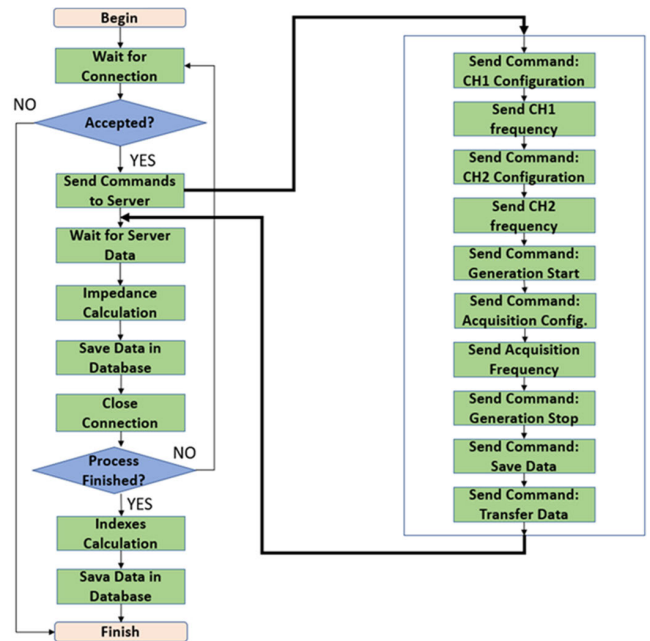 Begin
Wait for
Connection
NO
Accepted?
YES
Send Commands
to Server
Wait for Server
Data
Impedance
Calculation
Save Data in
Database
Close
Connection
Process
Finished?
NO
YES
Indexes
Calculation
Sava Data in
Database
Finish
Send Command:
CH1 Configuration
Send CH1
frequency
Send Command:
CH2 Configuration
Send CH2
frequency
Send Command:
Generation Start
Send Command:
Acquisition Config.
Send Acquisition
Frequency
Send Command:
Generation Stop
Send Command:
Save Data
Send Command:
Transfer Data